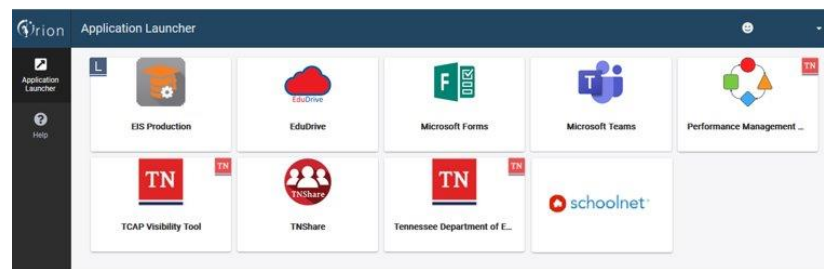 Orion
Application Launcher
Application
Launcher
Help
L
EIS Production
EduDrive
EduDrive
F
Microsoft Forms
T
Microsoft Teams
TN
Performance Management ...
TN
TN
TCAP Visibility Tool
TNShare
TNShare
TN
TN
Tennessee Department of E...
schoolnet